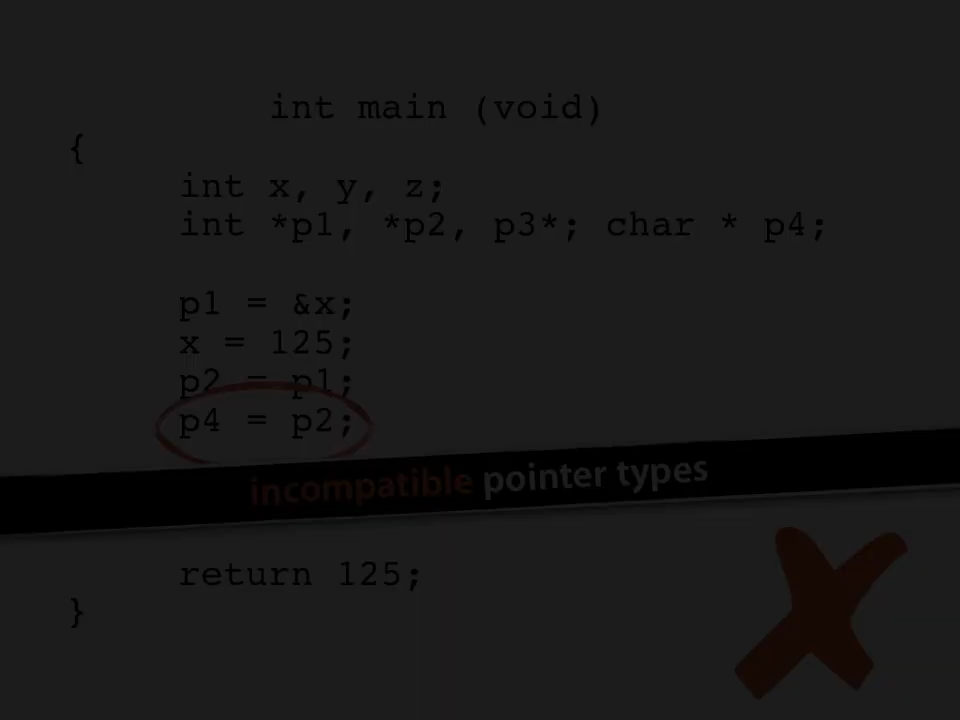 int main (void)
{
int x, y, z;
int *p1, *p2, p3*; char * p4;
p1 = &x;
x = 125;
p2 = p1;
p4 = p2;
incompatible pointer types
return 125;
}